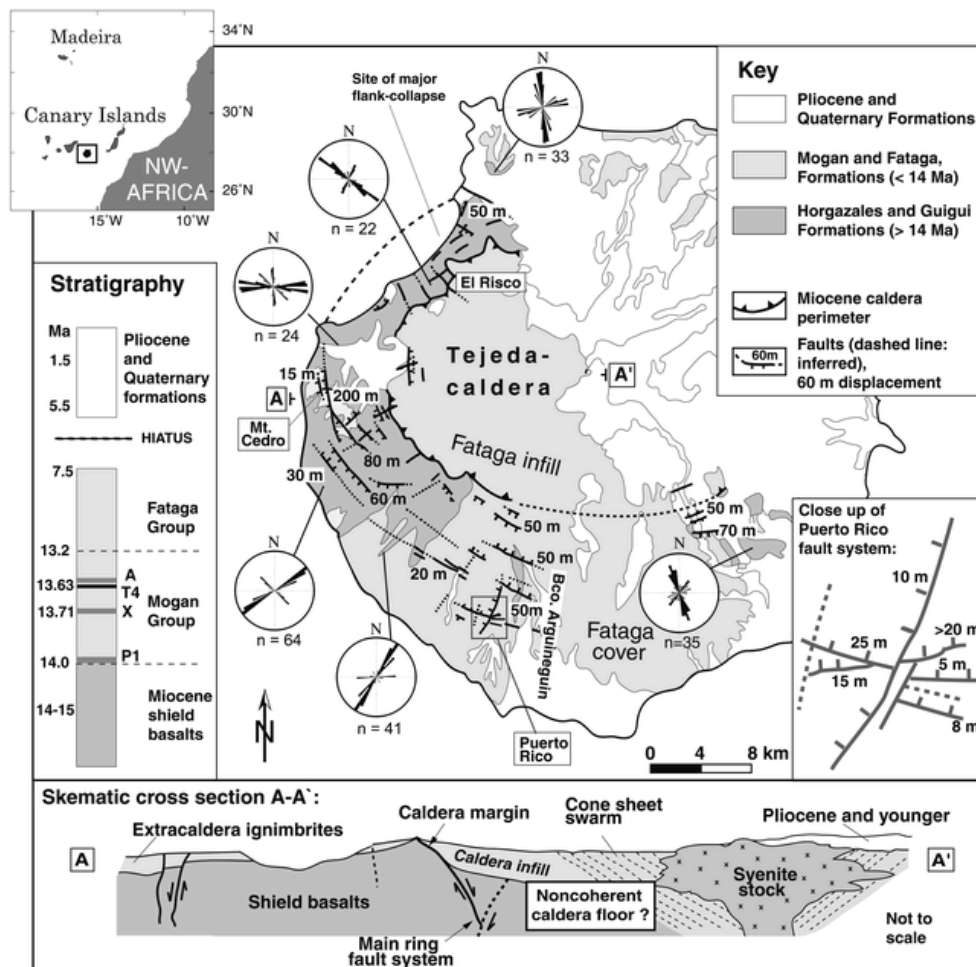 Madeira
Canary Islands
NW-
AFRICA
34°N
30°N
26°N
15°W
10°W
Stratigraphy
Ma
1.5
5.5
Pliocene
and
Quaternary
formations
HIATUS
7.5
Fataga
Group
13.2
A
13.63
T4
Mogan
Group
13.71
X
P1
14.0
14-15
Miocene
shield
basalts
Site of major
flank-collapse
N
n = 33
N
n = 22
N
n = 24
50 m
El Risco
Tejeda-
caldera
A'
15 m
A
200 m
Mt.
Cedro
Fataga infill
30 m
80 m
60 m
50 m
50 m
70 m
50 m
20 m
50m
Bco. Arguineguin
N
n = 64
N
n = 41
N
n=35
Fataga
cover
N
Puerto
Rico
0 4 8 km
Key
Pliocene and
Quaternary Formations
Mogan and Fataga,
Formations (< 14 Ma)
Horgazales and Guigui
Formations (> 14 Ma)
Miocene caldera
perimeter
60m
Faults (dashed line:
inferred),
60 m displacement
Close up of
Puerto Rico
fault system:
10 m
25 m
>20 m
15 m
5 m
8 m
Skematic cross section A-A`:
Extracaldera ignimbrites
Caldera margin
Cone sheet
swarm
Pliocene and younger
A
A'
Caldera infill
Syenite
stock
Shield basalts
Noncoherent
caldera floor ?
Main ring
fault system
Not to
scale